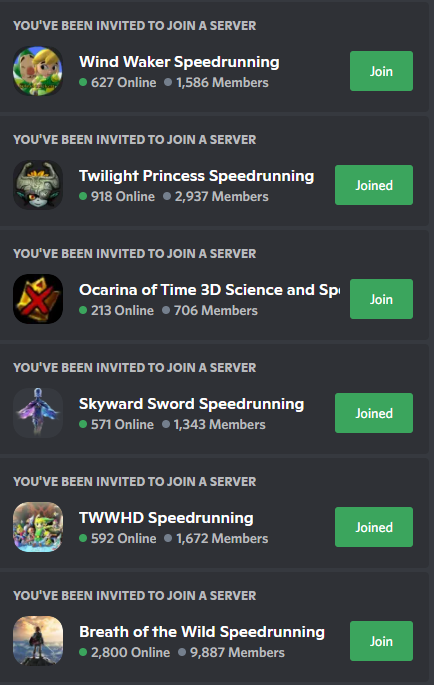 YOU'VE BEEN INVITED TO JOIN A SERVER
Wind Waker Speedrunning
627 Online 1,586 Members
Join
YOU'VE BEEN INVITED TO JOIN A SERVER
Twilight Princess Speedrunning
918 Online 2,937 Members
Joined
YOU'VE BEEN INVITED TO JOIN A SERVER
Ocarina of Time 3D Science and Spe
213 Online 706 Members
Join
YOU'VE BEEN INVITED TO JOIN A SERVER
Skyward Sword Speedrunning
571 Online 1,343 Members
Joined
YOU'VE BEEN INVITED TO JOIN A SERVER
TWWHD Speedrunning
592 Online 1,672 Members
Joined
YOU'VE BEEN INVITED TO JOIN A SERVER
Breath of the Wild Speedrunning
2,800 Online 9,887 Members
Join